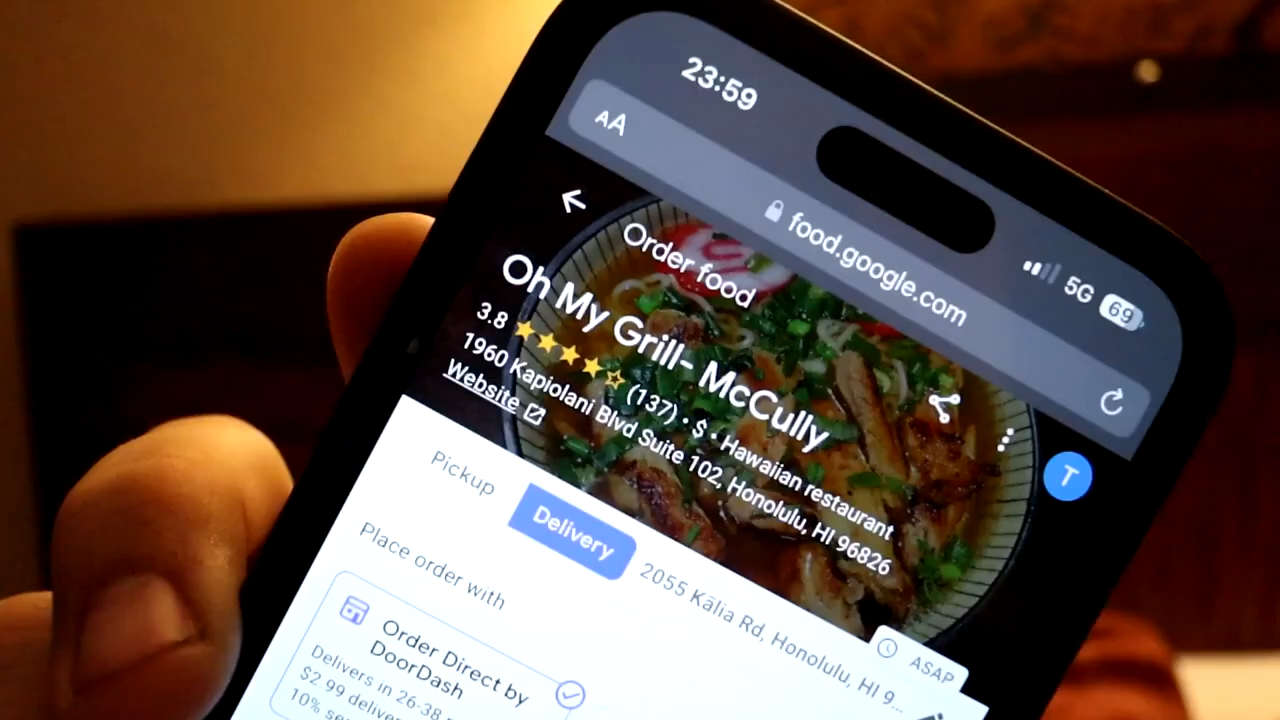 23:59
5G 69
AA food.google.com
Order food
Oh My Grill- McCully
3.8 (137) • $ • Hawaiian restaurant
1960 Kapiolani Blvd Suite 102, Honolulu, HI 96826
Website
T
Pickup
Delivery
2055 Kālia Rd, Honolulu, HI 9...
ASAP
Place order with
Order Direct by
DoorDash
Delivers in 26-38
$2.99
10%